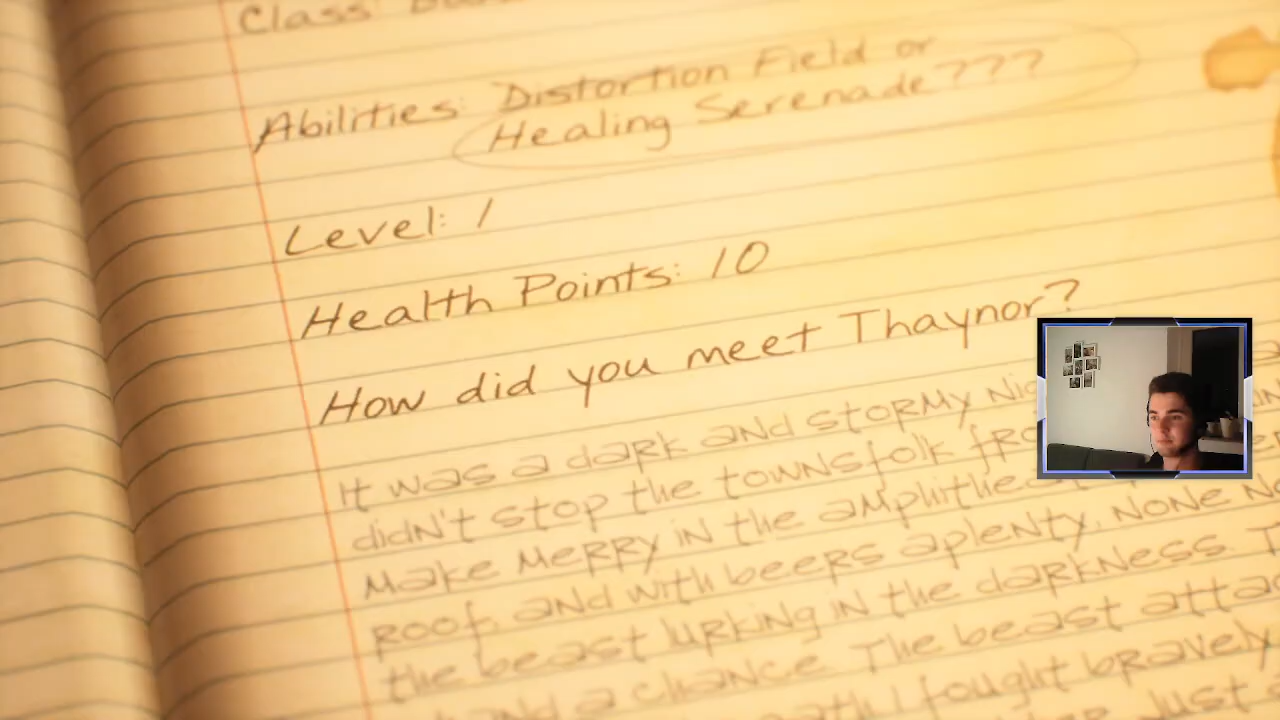 Class:
Abilities: Distortion Field or
Healing Serenade???
Level: 1
Health Points: 10
How did you meet Thaynor?
It was a dark and stormy
didn't stop the townsfolk
make merry in the
roof, and with beers aplenty, none
the beast lurking in the darkness.
a chance. The beast
I fought bravely
Just